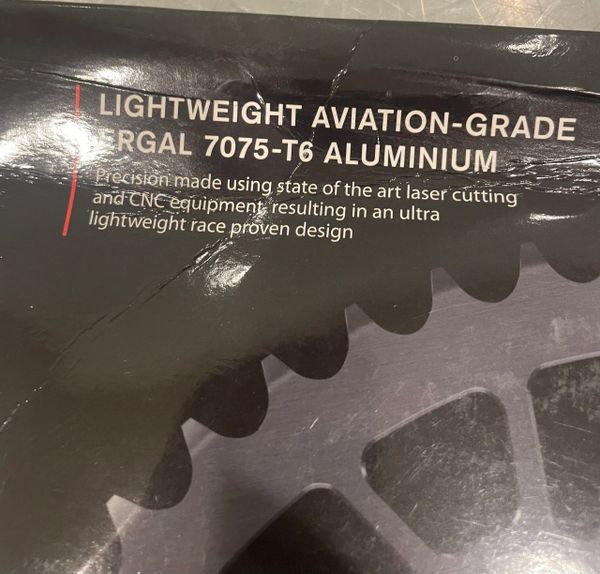 LIGHTWEIGHT AVIATION-GRADE
ERGAL 7075-T6 ALUMINIUM
Precision made using state of the art laser cutting
and CNC equipment, resulting in an ultra
lightweight race proven design